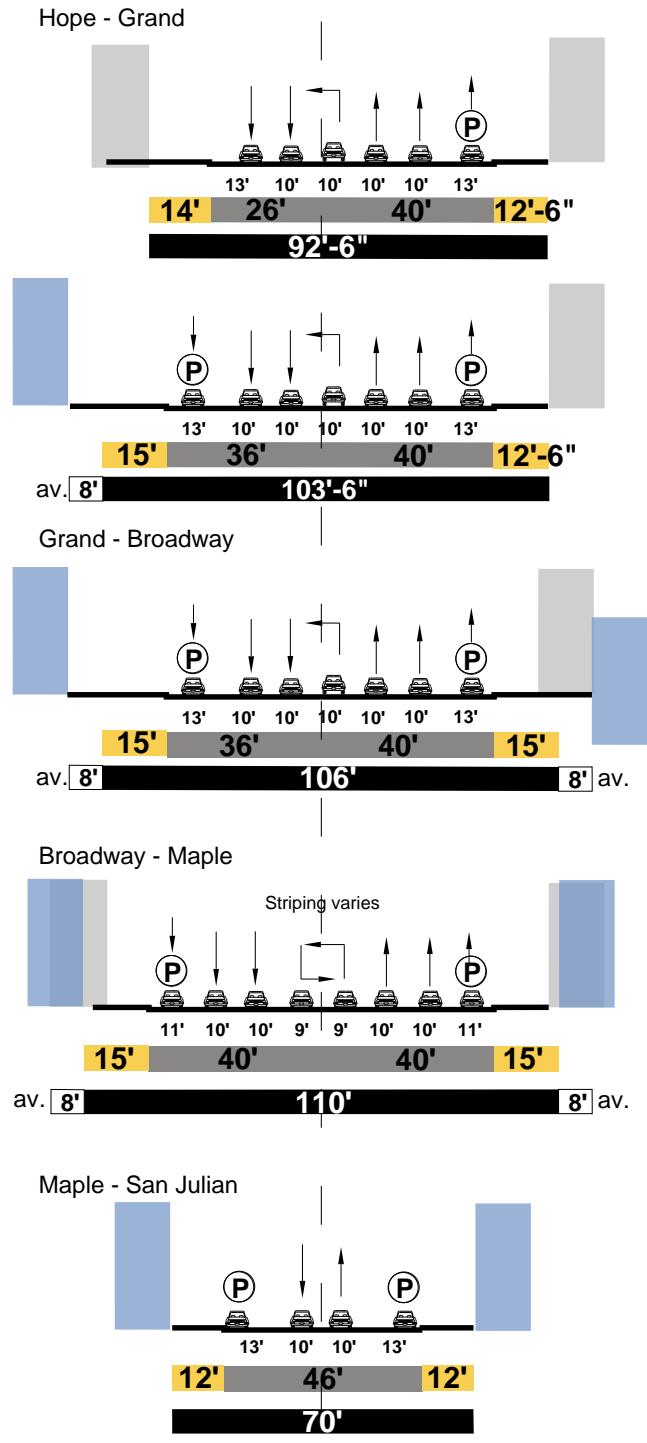 Hope - Grand
P
13' 10' 10' 10' 10' 13'
14' 26' 40' 12'-6"
92'-6"
P P
13' 10' 10' 10' 10' 10' 13'
15' 36' 40' 12'-6"
av. 8' 103'-6"
Grand - Broadway
P P
13' 10' 10' 10' 10' 10' 13'
15' 36' 40' 15'
av. 8' 106' 8' av.
Broadway - Maple
Striping varies
P P
11' 10' 10' 9' 9' 10' 10' 11'
15' 40' 40' 15'
av. 8' 110' 8' av.
Maple - San Julian
P P
13' 10' 10' 13'
12' 46' 12'
70'